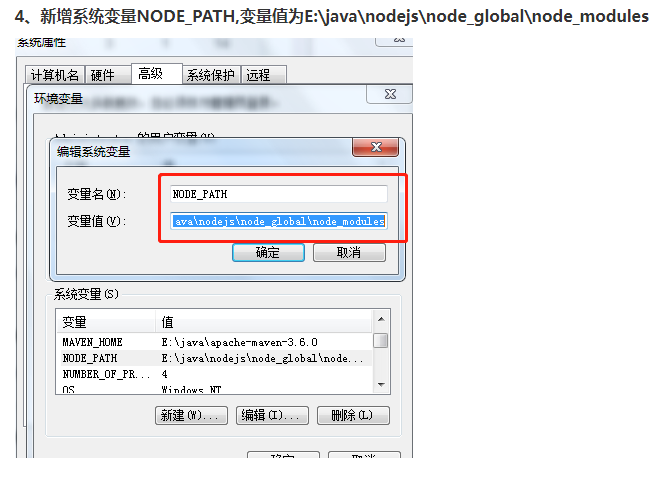 4、新增系统变量NODE_PATH,变量值为E:\java\nodejs\node_global\node_modules
系统属性
计算机名 硬件 高级 系统保护 远程
环境变量
的用户变量(U)
编辑系统变量
变量名(N): NODE_PATH
变量值(V): ava\nodejs\node_global\node_modules
确定 取消
系统变量(S)
变量 值
MAVEN_HOME E:\java\apache-maven-3.6.0
NODE_PATH E:\java\nodejs\node_global\node...
NUMBER_OF_PR... 4
OS Windows_NT
新建(W)... 编辑(I)... 删除(L)
确定 取消